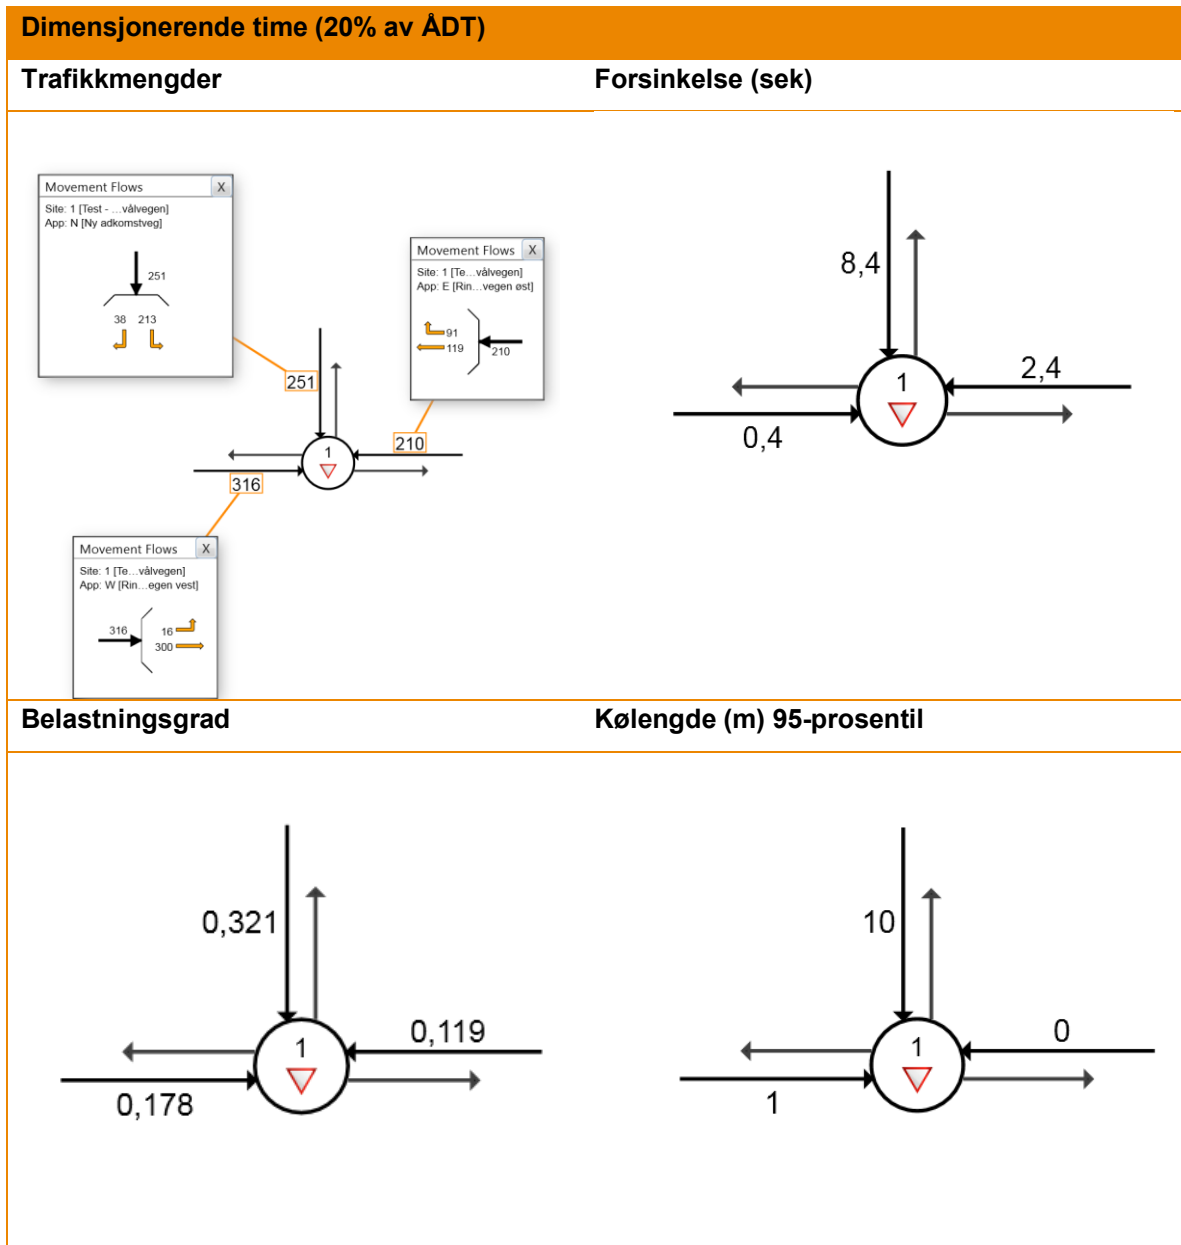 Dimensjonerende time (20% av ÅDT)
Trafikkmengder
Forsinkelse (sek)
Movement Flows X
Site: 1 [Test - ...vålvegen]
App: N [Ny adkomstveg]
251
38 213
Movement Flows X
Site: 1 [Te...vålvegen]
App: E [Rin...vegen øst]
91
119
210
251
1
210
316
Movement Flows X
Site: 1 [Te...vålvegen]
App: W [Rin...egen vest]
316
16
300
8,4
1
2,4
0,4
Belastningsgrad
Kølengde (m) 95-prosentil
0,321
1
0,119
0,178
10
1
0
1